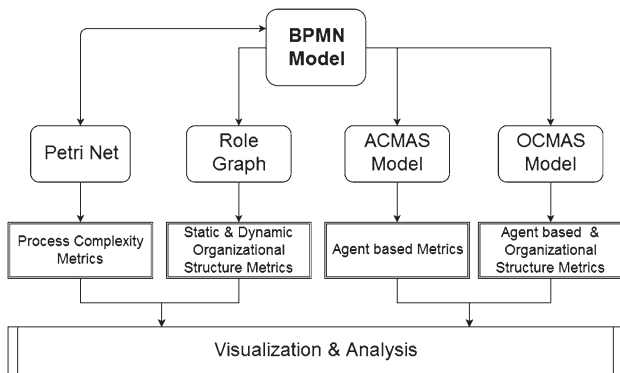 BPMN
Model
Petri Net
Role
Graph
ACMAS
Model
OCMAS
Model
Process Complexity
Metrics
Static & Dynamic
Organizational
Structure Metrics
Agent based Metrics
Agent based & 
Organizational
Structure Metrics
Visualization & Analysis